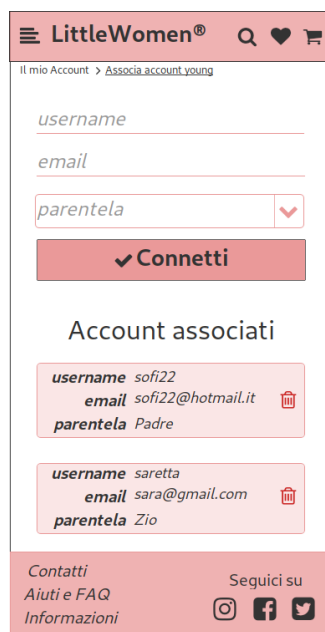 LittleWomen®
Il mio Account > Associa account young
username
email
parentela
Connetti
Account associati
username sofi22
email sofi22@hotmail.it
parentela Padre
username saretta
email sara@gmail.com
parentela Zio
Contatti
Aiuti e FAQ
Informazioni
Seguici su